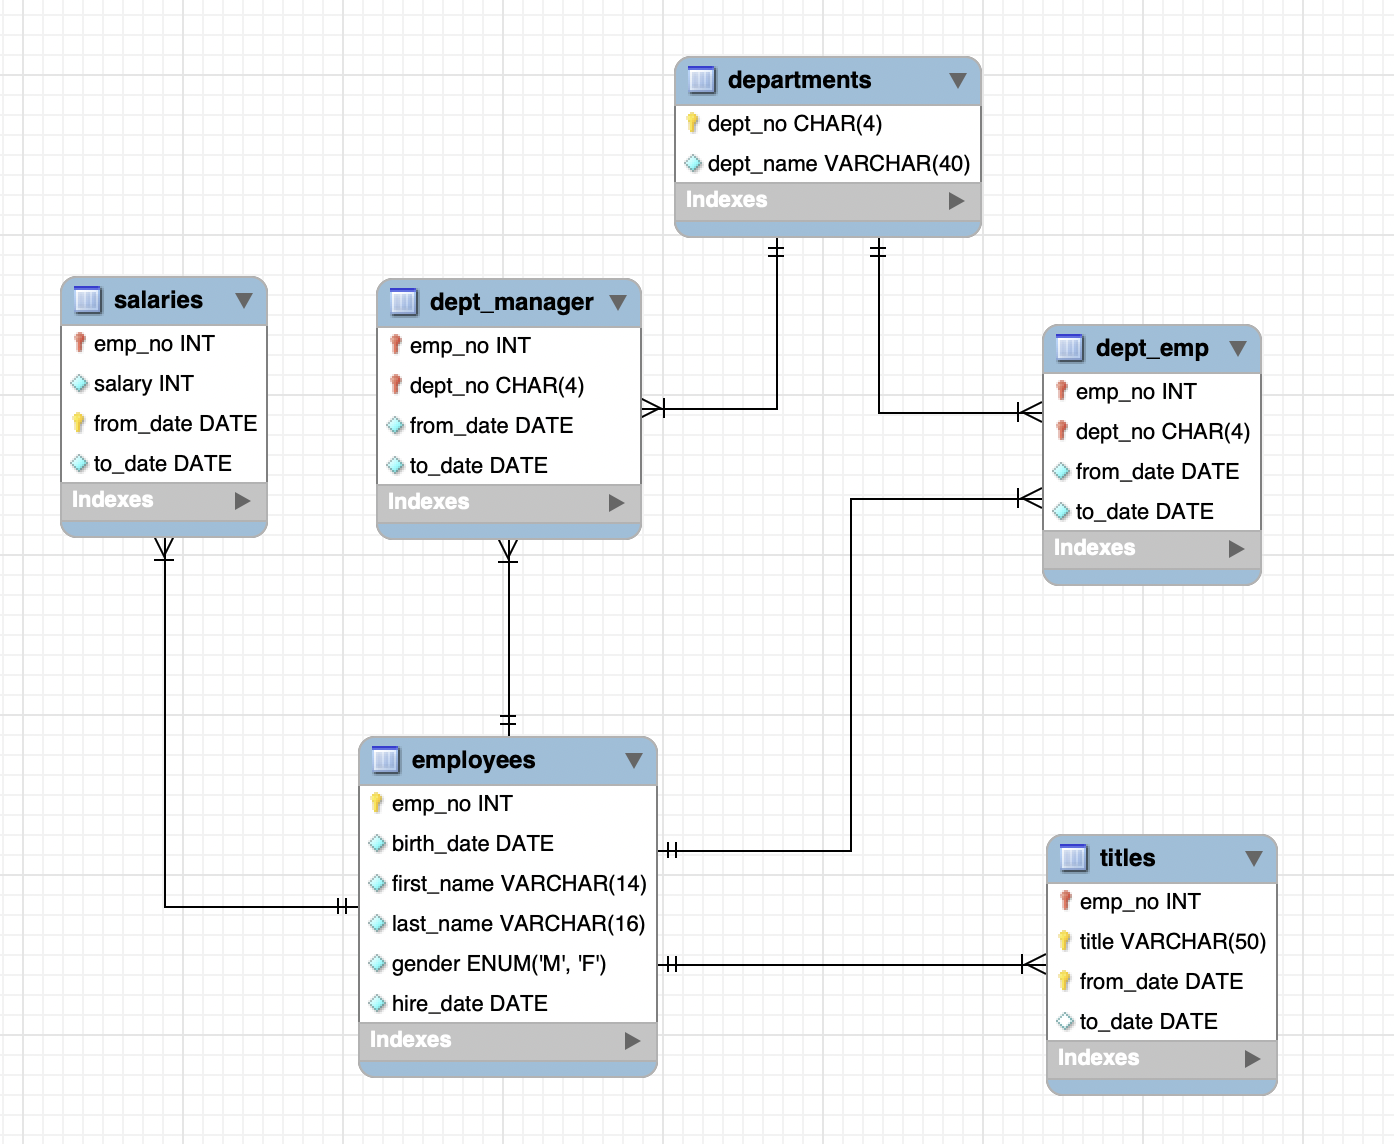 departments
dept_no CHAR(4)
dept_name VARCHAR(40)
Indexes
salaries
emp_no INT
salary INT
from_date DATE
to_date DATE
Indexes
dept_manager
emp_no INT
dept_no CHAR(4)
from_date DATE
to_date DATE
Indexes
dept_emp
emp_no INT
dept_no CHAR(4)
from_date DATE
to_date DATE
Indexes
employees
emp_no INT
birth_date DATE
first_name VARCHAR(14)
last_name VARCHAR(16)
gender ENUM('M', 'F')
hire_date DATE
Indexes
titles
emp_no INT
title VARCHAR(50)
from_date DATE
to_date DATE
Indexes